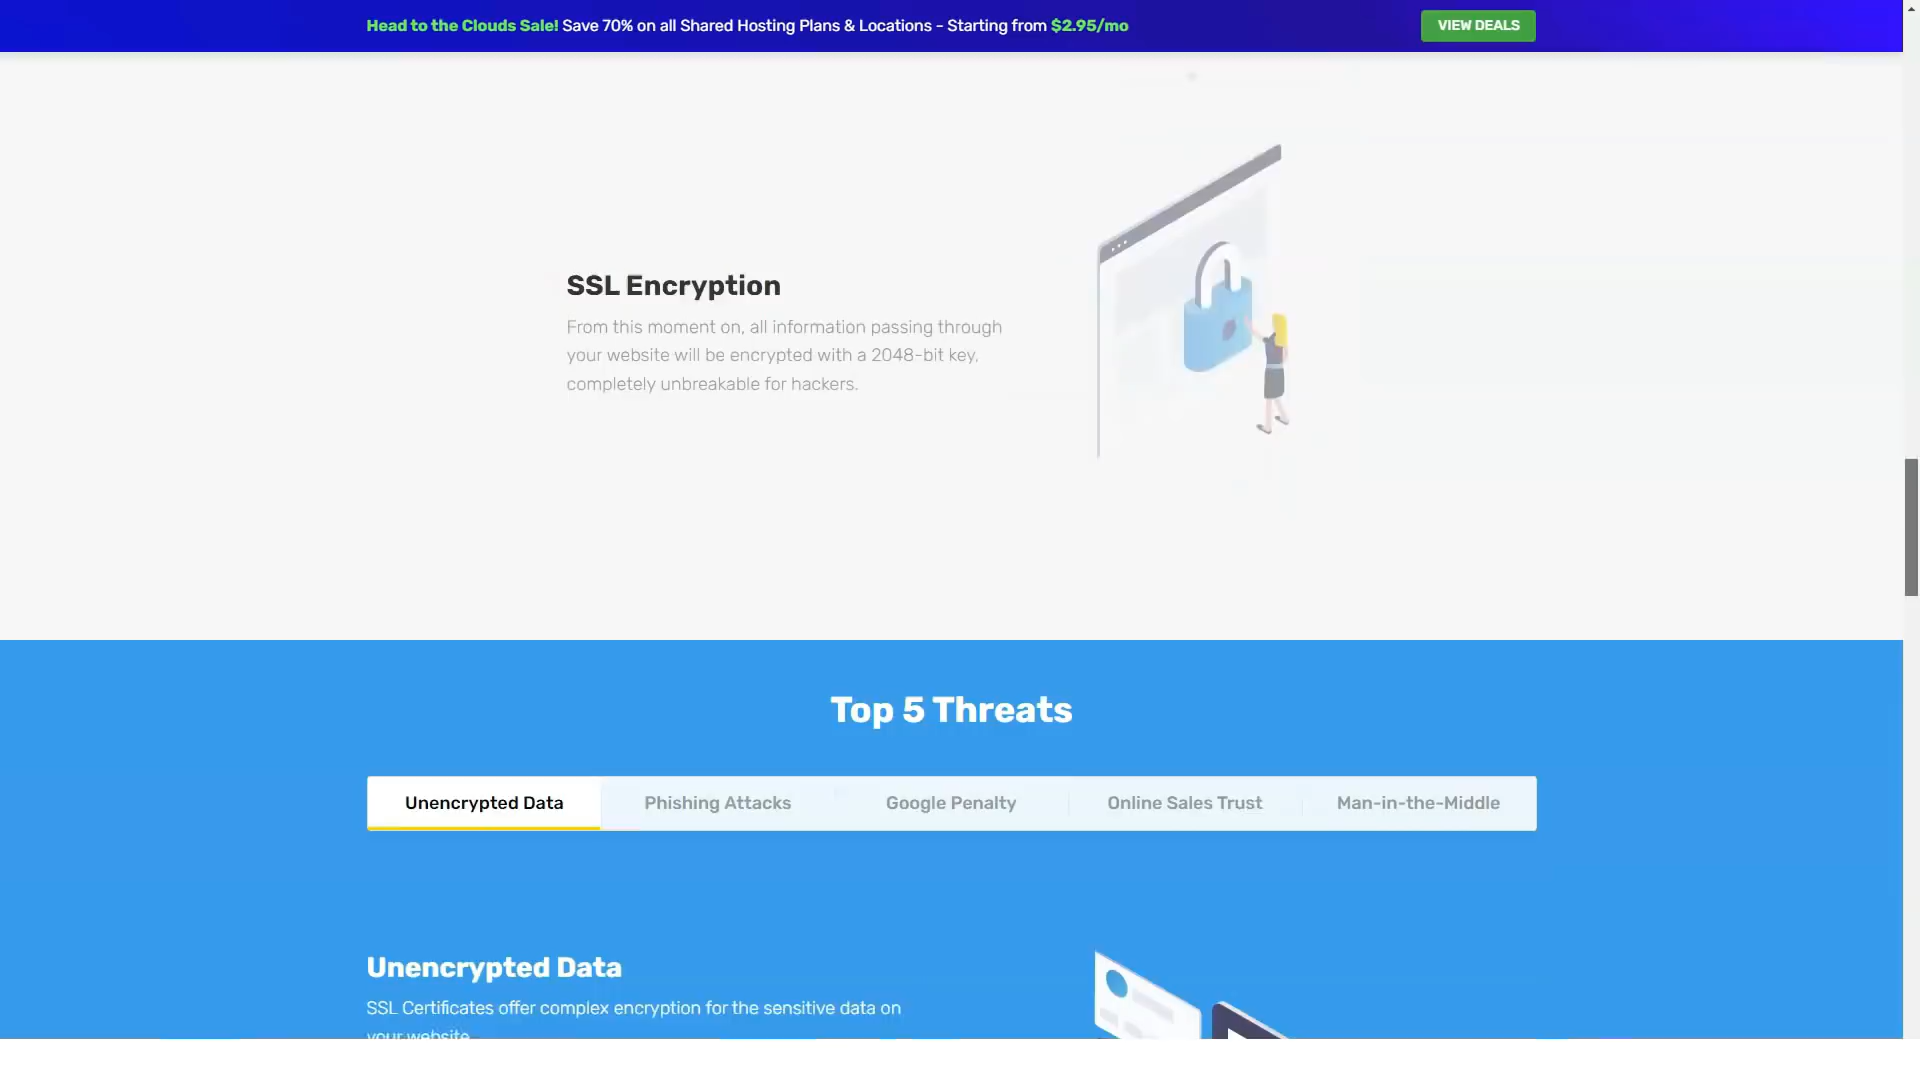 Head to the Clouds Sale! Save 70% on all Shared Hosting Plans & Locations - Starting from $2.95/mo
VIEW DEALS
SSL Encryption
From this moment on, all information passing through
your website will be encrypted with a 2048-bit key,
completely unbreakable for hackers.
Top 5 Threats
Unencrypted Data
Phishing Attacks
Google Penalty
Online Sales Trust
Man-in-the-Middle
Unencrypted Data
SSL Certificates offer complex encryption for the sensitive data on
your website